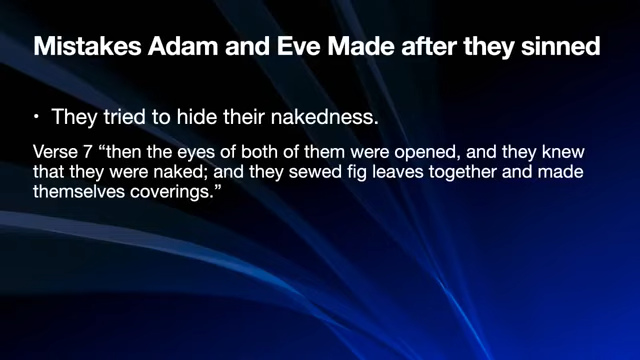 Mistakes Adam and Eve Made after they sinned
• They tried to hide their nakedness.
Verse 7 “then the eyes of both of them were opened, and they knew
that they were naked; and they sewed fig leaves together and made
themselves coverings.”